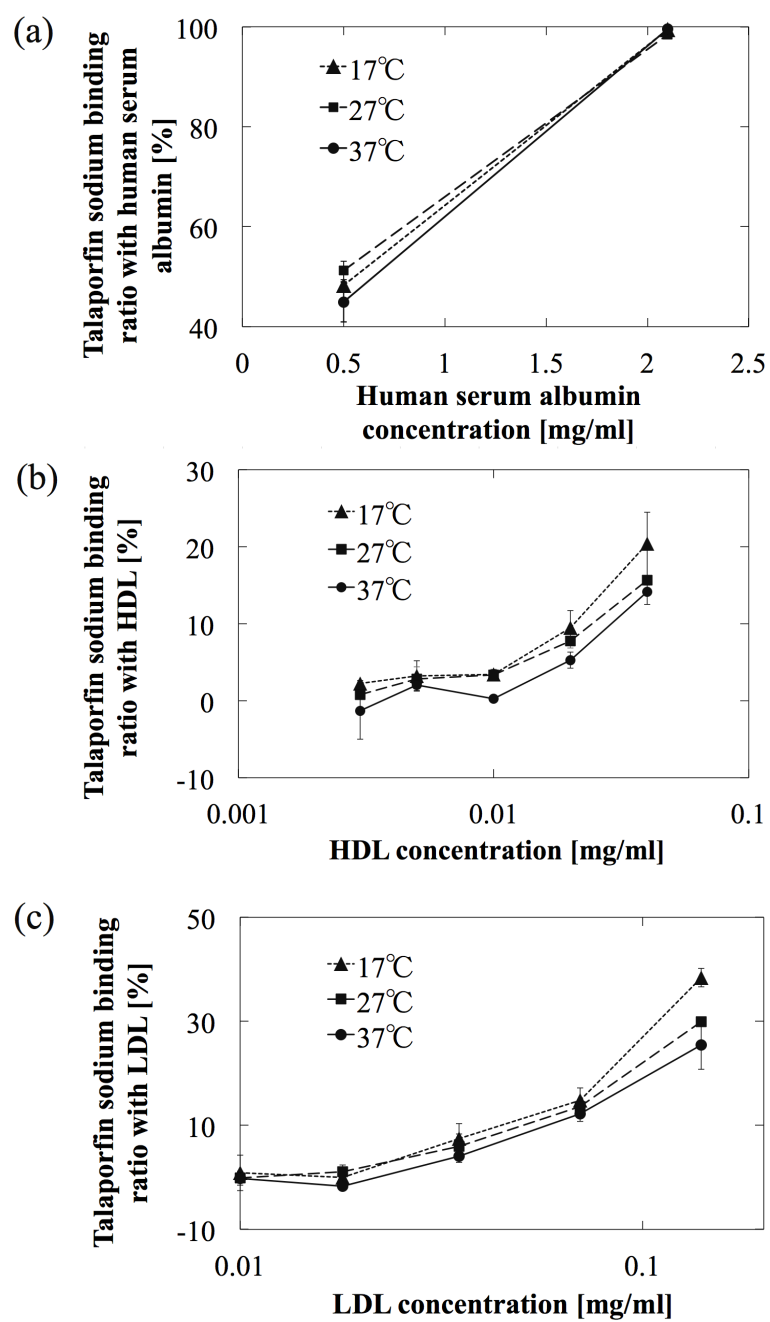 (a)
Talaporfin sodium binding
ratio with human serum
albumin [%]
100
80
60
40
17℃
27℃
37℃
0
0.5
1
1.5
2
2.5
Human serum albumin
concentration [mg/ml]
(b)
Talaporfin sodium binding
ratio with HDL [%]
30
20
10
0
-10
17℃
27℃
37℃
0.001
0.01
0.1
HDL concentration [mg/ml]
(c)
Talaporfin sodium binding
ratio with LDL [%]
50
30
10
-10
17℃
27℃
37℃
0.01
0.1
LDL concentration [mg/ml]